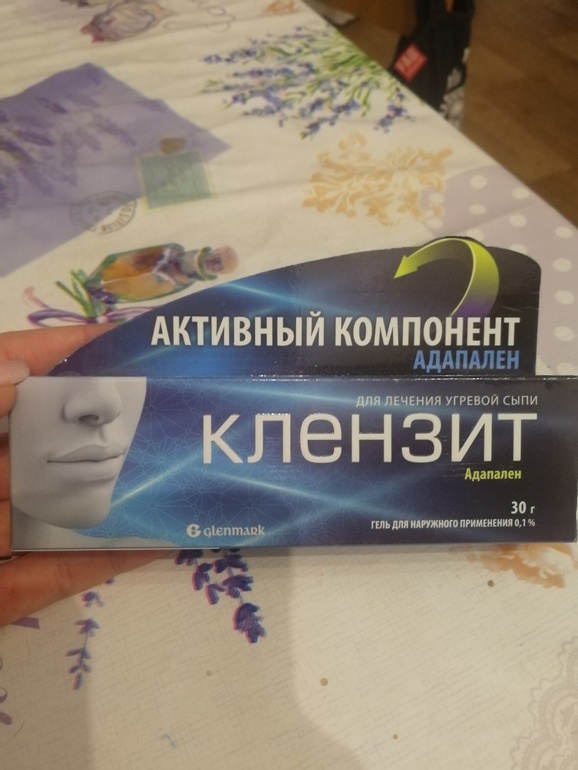 АКТИВНЫЙ КОМПОНЕНТ
АДАПАЛЕН
ДЛЯ ЛЕЧЕНИЯ УГРЕВОЙ СЫПИ
клензит
Адапален
30 г
ГЕЛЬ ДЛЯ НАРУЖНОГО ПРИМЕНЕНИЯ 0,1 %
glenmark